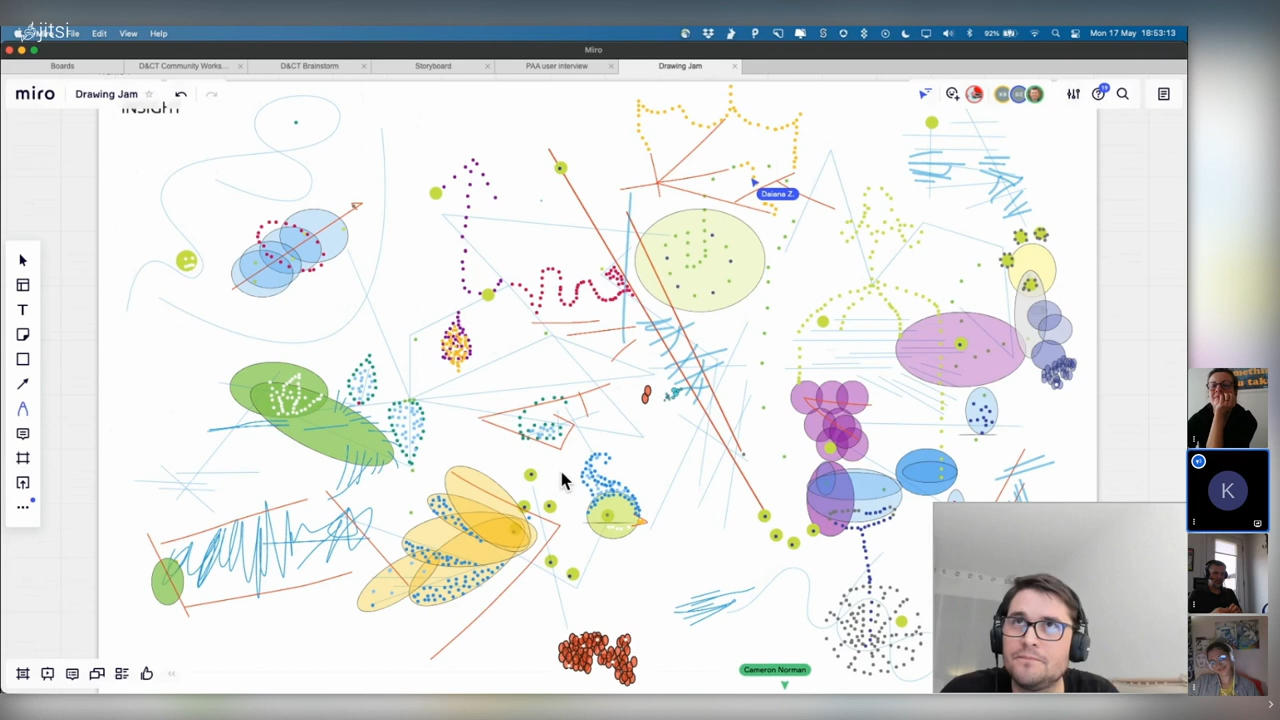 jitsi
File Edit View Help
92%
Mon 17 May 18:53:13
Miro
Boards
D&CT Community Works...
D&CT Brainstorm
Storyboard
PAA user interview
Drawing Jam
miro
Drawing Jam
INSIGHT
Daiana Z.
Cameron Norman
K